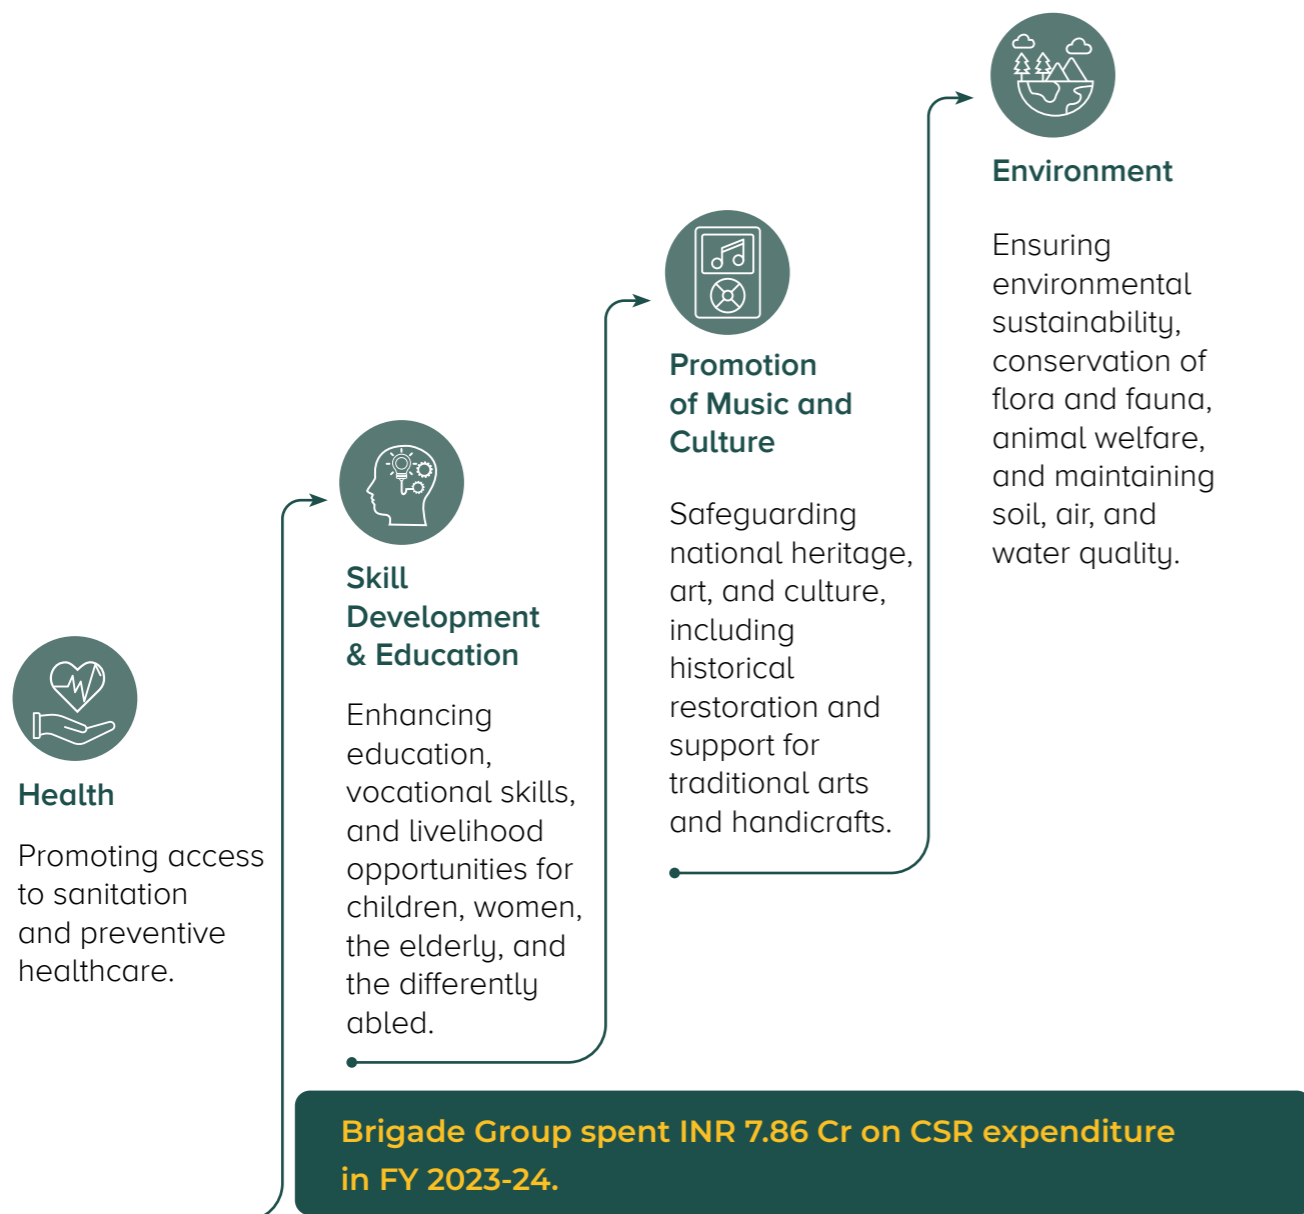 Health
Promoting access
to sanitation
and preventive
healthcare.
Skill
Development
& Education
Enhancing
education,
vocational skills,
and livelihood
opportunities for
children, women,
the elderly, and
the differently
abled.
Promotion
of Music and
Culture
Safeguarding
national heritage,
art, and culture,
including
historical
restoration and
support for
traditional arts
and handicrafts.
Environment
Ensuring
environmental
sustainability,
conservation of
flora and fauna,
animal welfare,
and maintaining
soil, air, and
water quality.
Brigade Group spent INR 7.86 Cr on CSR expenditure
in FY 2023-24.